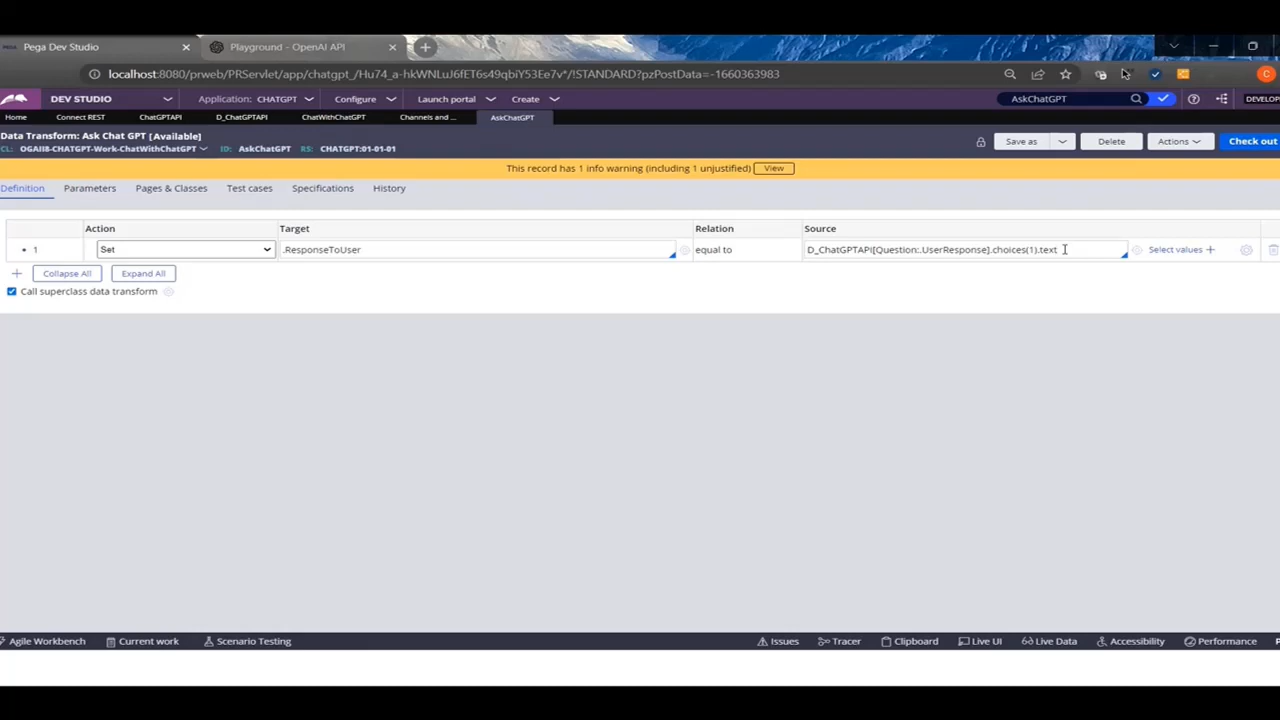 PEGA Pega Dev Studio
Playground - OpenAI API
localhost:8080/prweb/PRServlet/app/chatgpt_/Hu74_a-hkWNLuJ6fET6s49qbiY53Ee7v*/!STANDARD?pzPostData=-1660363983
C
DEV STUDIO Application: CHATGPT Configure Launch portal Create AskChatGPT DEVELOP
Home Connect REST ChatGPTAPI D_ChatGPTAPI ChatWithChatGPT Channels and ... AskChatGPT
Data Transform: Ask Chat GPT [Available]
CL: OGAII8-CHATGPT-Work-ChatWithChatGPT ID: AskChatGPT RS: CHATGPT:01-01-01
Save as Delete Actions Check out
This record has 1 info warning (including 1 unjustified) View
Definition Parameters Pages & Classes Test cases Specifications History
Action Target Relation Source
1 Set .ResponseToUser equal to D_ChatGPTAPI[Question:.UserResponse].choices(1).text Select values
Collapse All Expand All
Call superclass data transform
Agile Workbench Current work Scenario Testing Issues Tracer Clipboard Live UI Live Data Accessibility Performance P